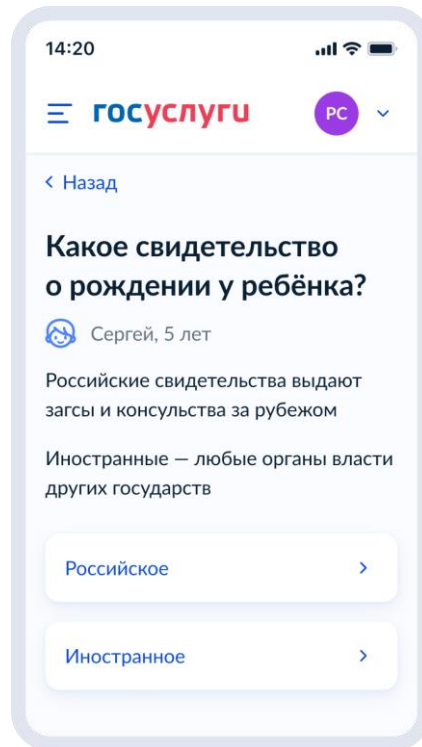 14:20
госуслуги
РС
Назад
Какое свидетельство
о рождении у ребёнка?
Сергей, 5 лет
Российские свидетельства выдают
загсы и консульства за рубежом
Иностранные — любые органы власти
других государств
Российское
Иностранное